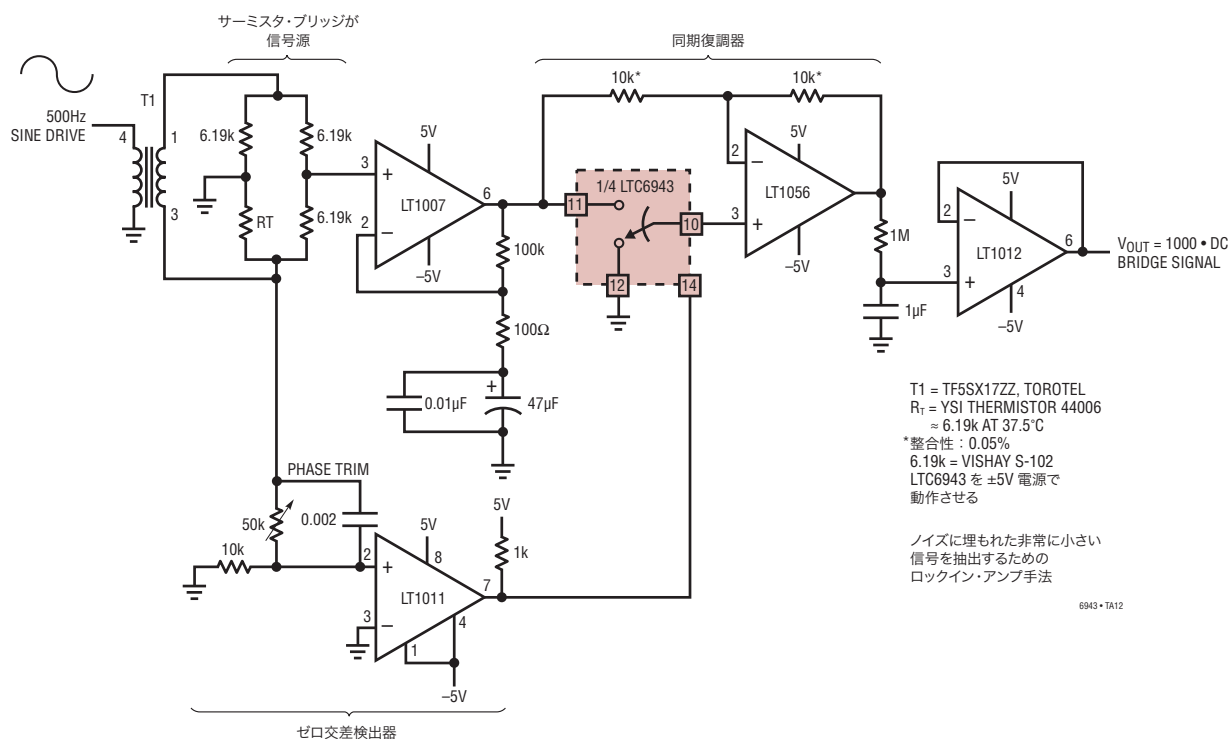 サーミスタ・ブリッジが
信号源
同期復調器
500Hz
SINE DRIVE
T1
4
1
3
6.19k
6.19k
RT
6.19k
5V
3
+
2
–
LT1007
6
–5V
100k
100Ω
0.01µF
+
47µF
10k*
10k*
1/4 LTC6943
11
10
12
14
5V
2
–
LT1056
3
+
–5V
1M
1µF
5V
2
–
LT1012
6
3
+
4
–5V
VOUT = 1000 • DC
BRIDGE SIGNAL
T1 = TF5SX17ZZ, TOROTEL
RT = YSI THERMISTOR 44006
≈ 6.19k AT 37.5°C
*整合性：0.05%
6.19k = VISHAY S-102
LTC6943 を ±5V 電源で
動作させる
ノイズに埋もれた非常に小さい
信号を抽出するための
ロックイン・アンプ手法
6943 • TA12
PHASE TRIM
50k
0.002
10k
5V
8
2
+
LT1011
7
3
–
1
4
–5V
5V
1k
ゼロ交差検出器